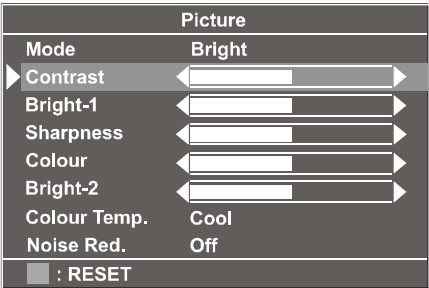 Picture
Mode Bright
Contrast
Bright-1
Sharpness
Colour
Bright-2
Colour Temp. Cool
Noise Red. Off
: RESET